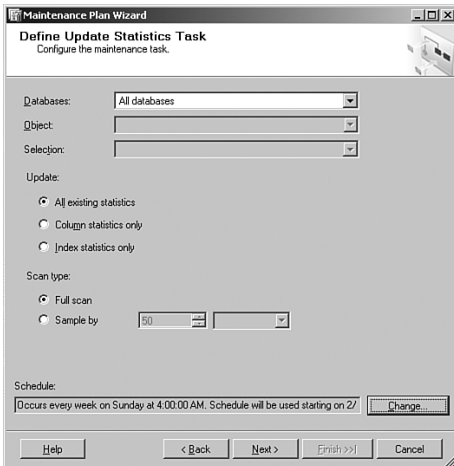 Maintenance Plan Wizard
Define Update Statistics Task
Configure the maintenance task.
Databases: All databases
Object:
Selection:
Update:
All existing statistics
Column statistics only
Index statistics only
Scan type:
Full scan
Sample by 50
Schedule:
Occurs every week on Sunday at 4:00:00 AM. Schedule will be used starting on 2/
Change...
Help < Back Next > Finish >>| Cancel